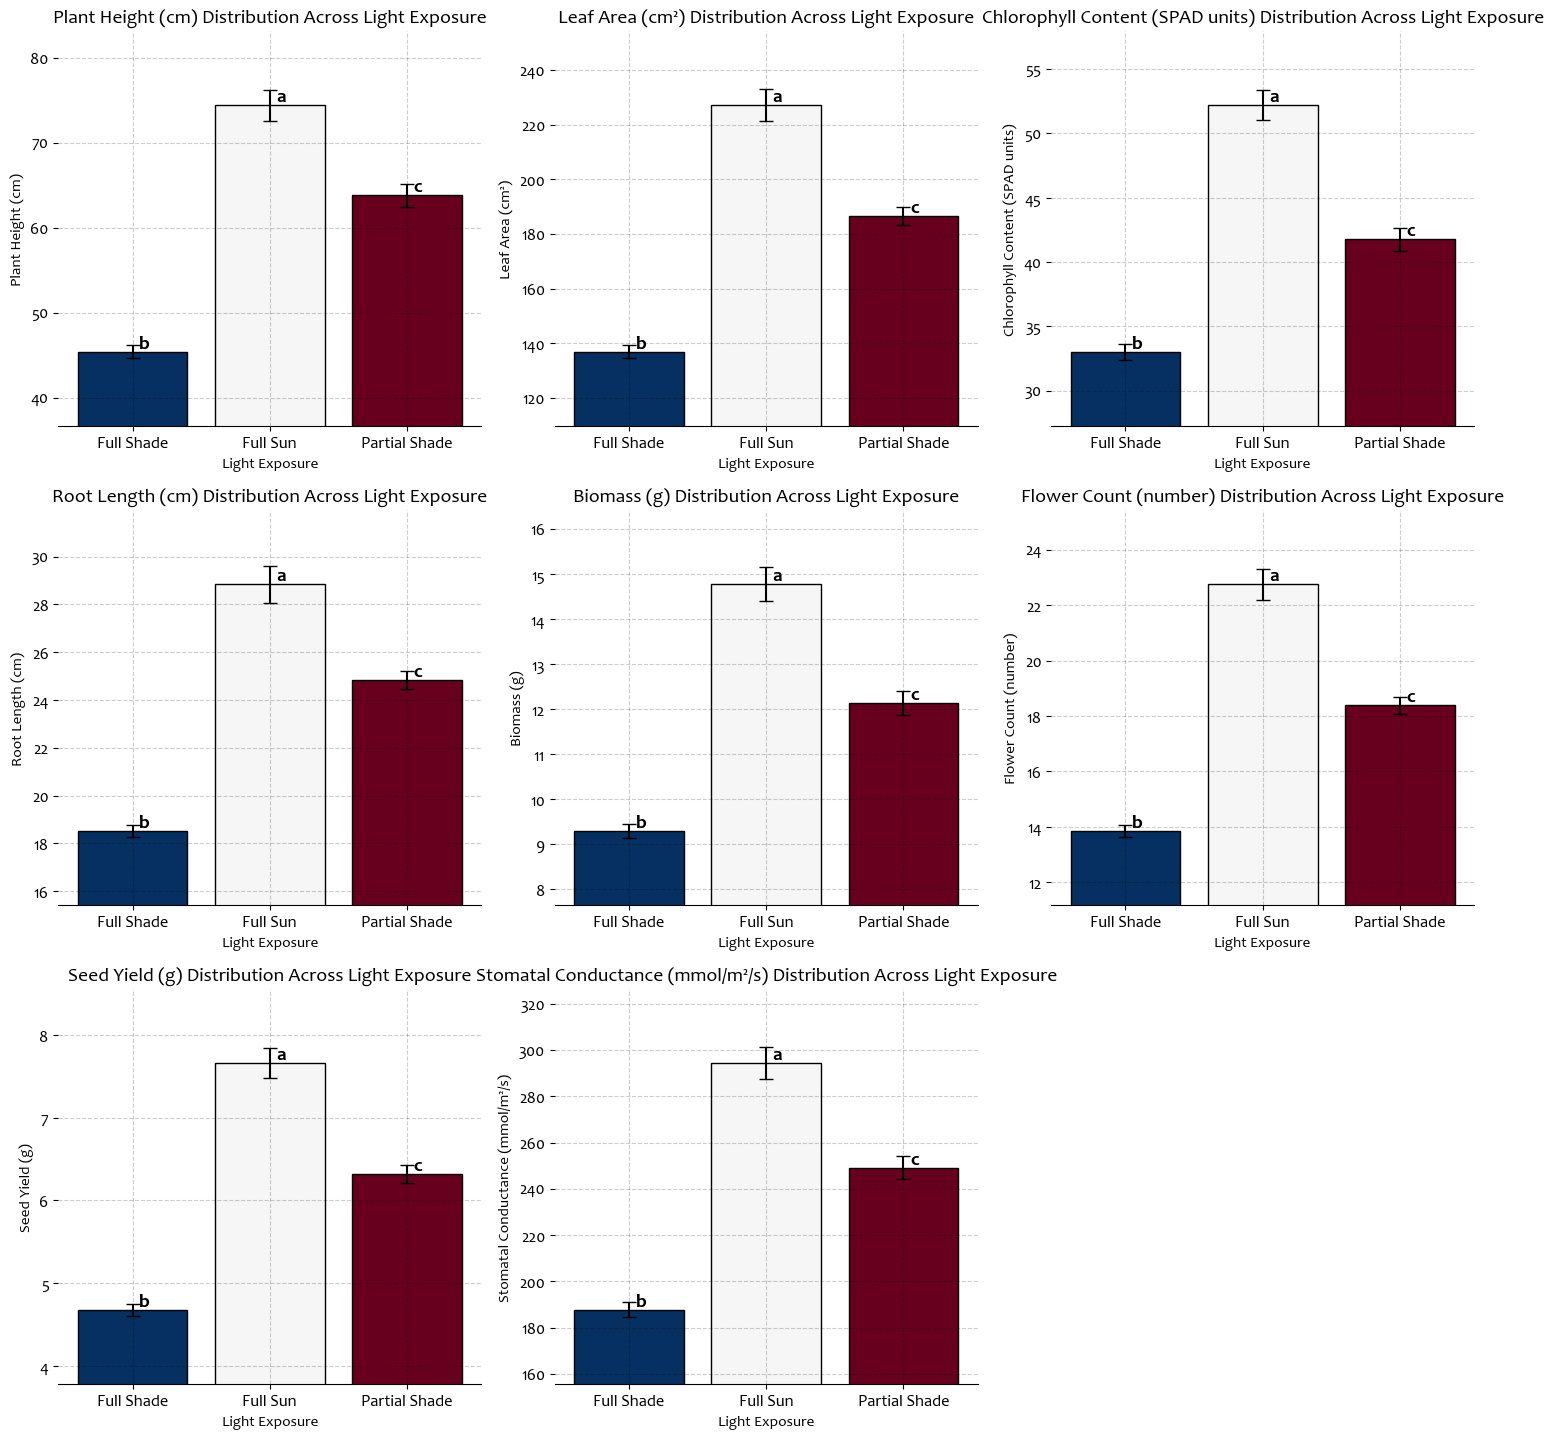 Plant Height (cm) Distribution Across Light Exposure
80
70
60
50
40
Plant Height (cm)
a
b
c
Full Shade Full Sun Partial Shade
Light Exposure
Leaf Area (cm²) Distribution Across Light Exposure
240
220
200
180
160
140
120
Leaf Area (cm²)
a
b
c
Full Shade Full Sun Partial Shade
Light Exposure
Chlorophyll Content (SPAD units) Distribution Across Light Exposure
55
50
45
40
35
30
Chlorophyll Content (SPAD units)
a
b
c
Full Shade Full Sun Partial Shade
Light Exposure
Root Length (cm) Distribution Across Light Exposure
30
28
26
24
22
20
18
16
Root Length (cm)
a
b
c
Full Shade Full Sun Partial Shade
Light Exposure
Biomass (g) Distribution Across Light Exposure
16
15
14
13
12
11
10
9
8
Biomass (g)
a
b
c
Full Shade Full Sun Partial Shade
Light Exposure
Flower Count (number) Distribution Across Light Exposure
24
22
20
18
16
14
12
Flower Count (number)
a
b
c
Full Shade Full Sun Partial Shade
Light Exposure
Seed Yield (g) Distribution Across Light Exposure
8
7
6
5
4
Seed Yield (g)
a
b
c
Full Shade Full Sun Partial Shade
Light Exposure
Stomatal Conductance (mmol/m²/s) Distribution Across Light Exposure
320
300
280
260
240
220
200
180
160
Stomatal Conductance (mmol/m²/s)
a
b
c
Full Shade Full Sun Partial Shade
Light Exposure